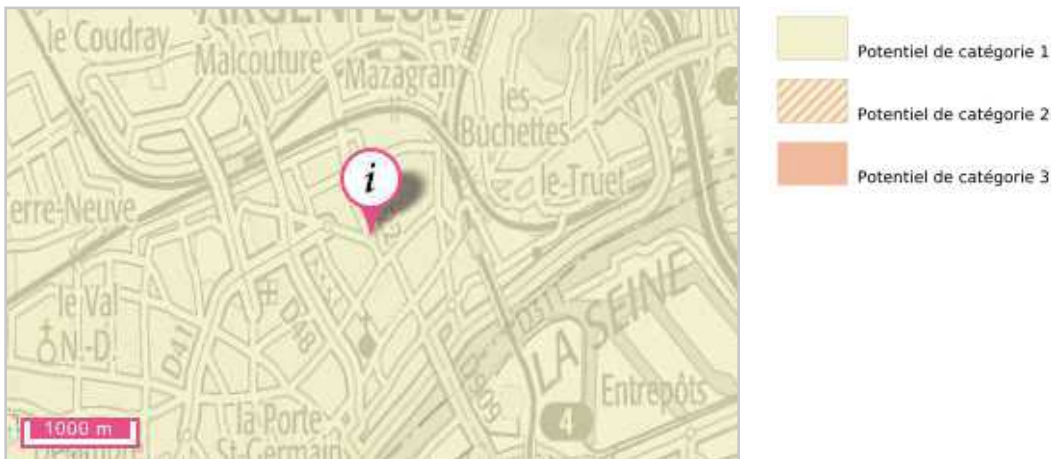 ARGENTEUIL
le Coudray
Malcouture
Mazagran
les
Buchettes
le-Truet
erre-Neuve
i
LA SEINE
D311
le Val
N.-D.
D48
D41
D909
Entrepôts
4
la Porte
St-Germain
1000 m
Potentiel de catégorie 1
Potentiel de catégorie 2
Potentiel de catégorie 3